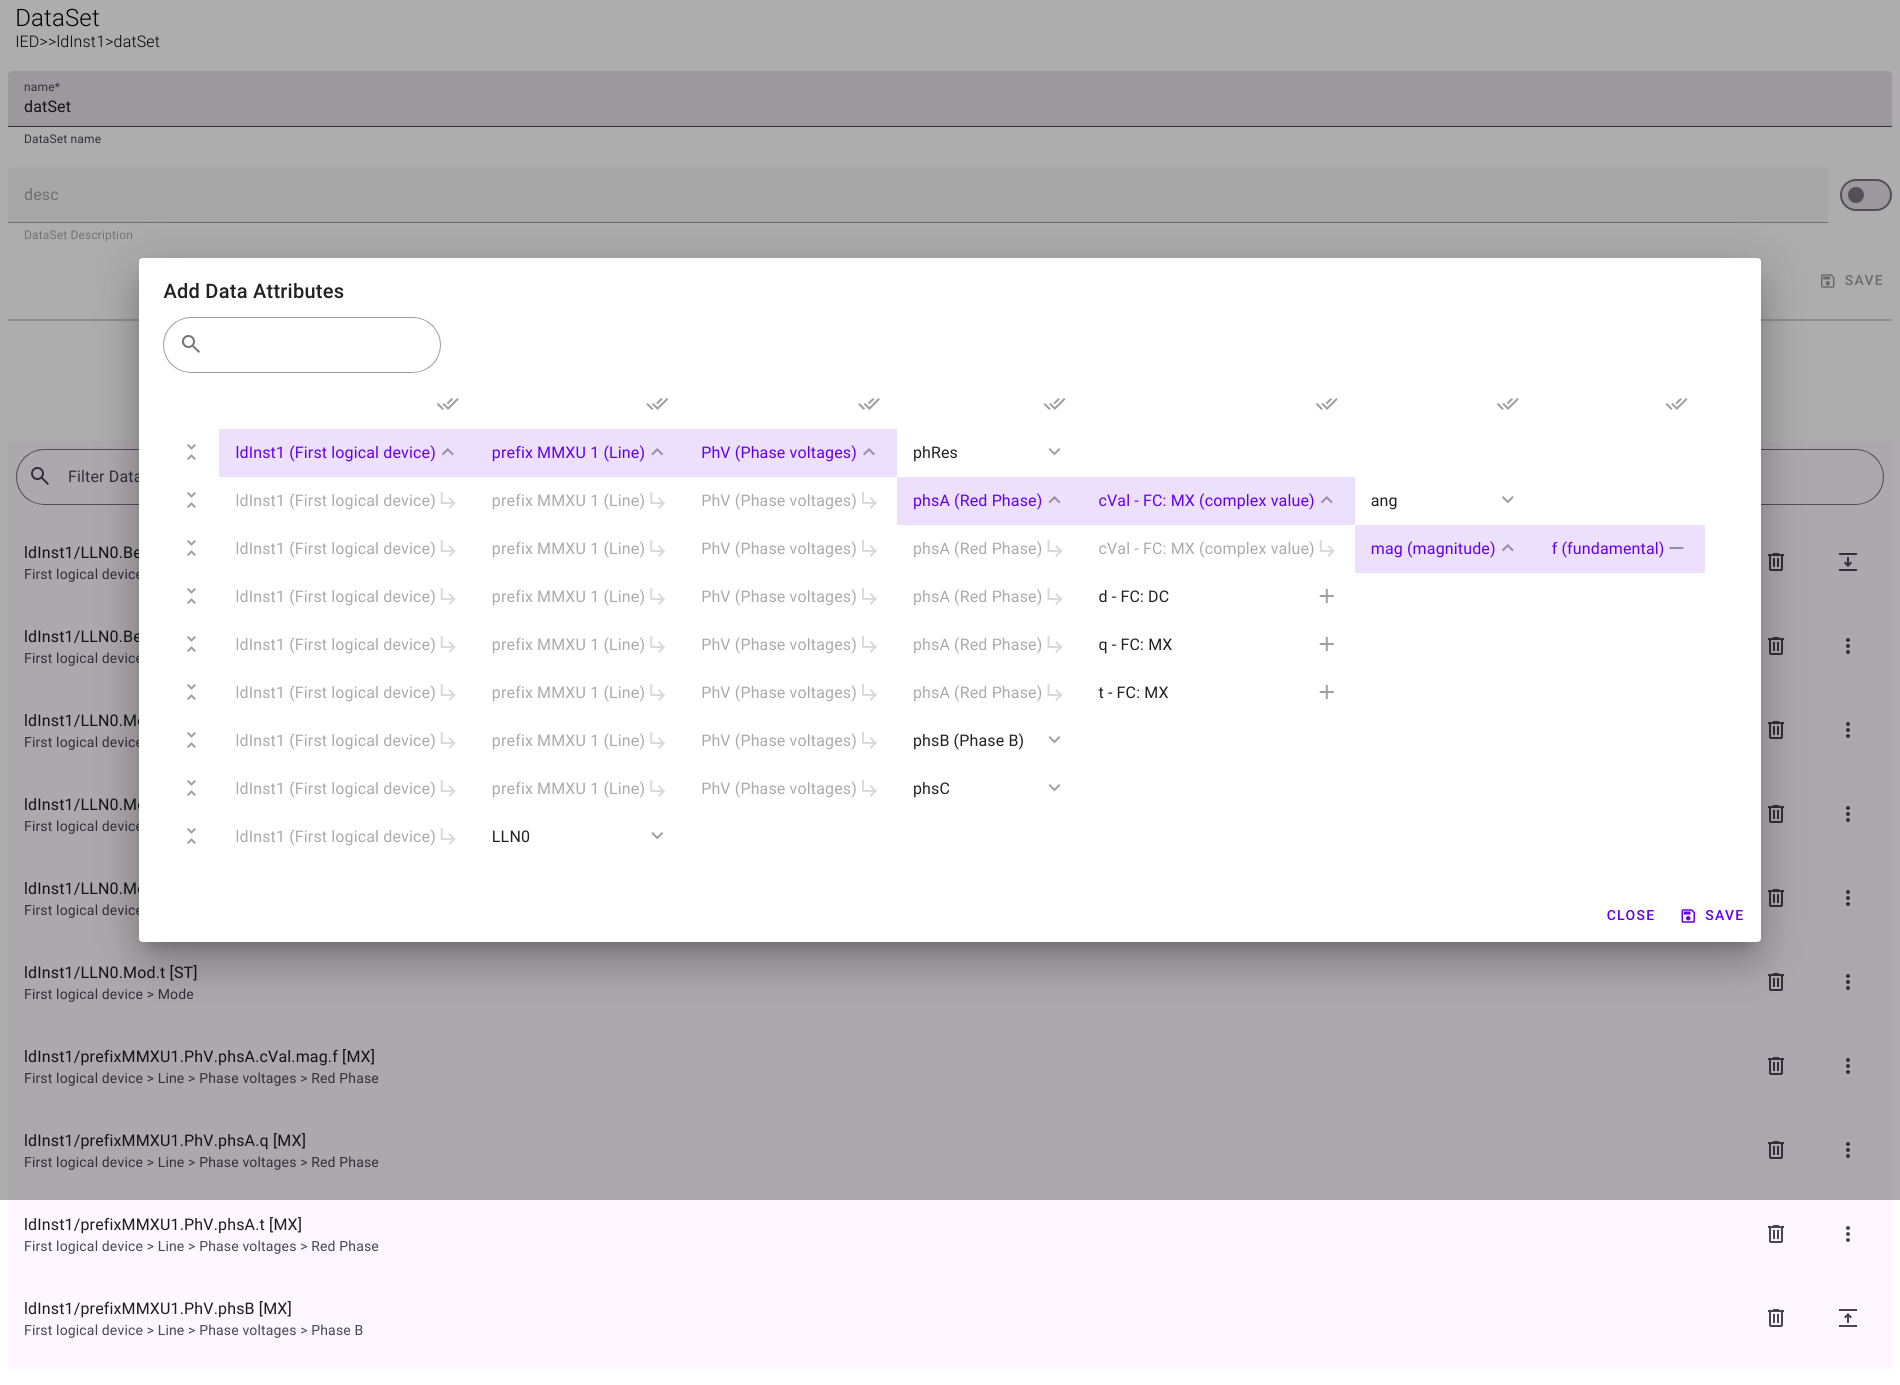 DataSet
IED>>ldInst1>datSet
name*
datSet
DataSet name
desc
DataSet Description
SAVE
Add Data Attributes
ldInst1 (First logical device) prefix MMXU 1 (Line) PhV (Phase voltages) phRes
ldInst1 (First logical device) prefix MMXU 1 (Line) PhV (Phase voltages) phsA (Red Phase) cVal - FC: MX (complex value) ang
ldInst1 (First logical device) prefix MMXU 1 (Line) PhV (Phase voltages) phsA (Red Phase) cVal - FC: MX (complex value) mag (magnitude) f (fundamental)
ldInst1 (First logical device) prefix MMXU 1 (Line) PhV (Phase voltages) phsA (Red Phase) d - FC: DC
ldInst1 (First logical device) prefix MMXU 1 (Line) PhV (Phase voltages) phsA (Red Phase) q - FC: MX
ldInst1 (First logical device) prefix MMXU 1 (Line) PhV (Phase voltages) phsA (Red Phase) t - FC: MX
ldInst1 (First logical device) prefix MMXU 1 (Line) PhV (Phase voltages) phsB (Phase B)
ldInst1 (First logical device) prefix MMXU 1 (Line) PhV (Phase voltages) phsC
ldInst1 (First logical device) LLN0
CLOSE SAVE
Filter Data
ldInst1/LLN0.Be
First logical device
ldInst1/LLN0.Be
First logical device
ldInst1/LLN0.Mo
First logical device
ldInst1/LLN0.Mo
First logical device
ldInst1/LLN0.Mo
First logical device
ldInst1/LLN0.Mod.t [ST]
First logical device > Mode
ldInst1/prefixMMXU1.PhV.phsA.cVal.mag.f [MX]
First logical device > Line > Phase voltages > Red Phase
ldInst1/prefixMMXU1.PhV.phsA.q [MX]
First logical device > Line > Phase voltages > Red Phase
ldInst1/prefixMMXU1.PhV.phsA.t [MX]
First logical device > Line > Phase voltages > Red Phase
ldInst1/prefixMMXU1.PhV.phsB [MX]
First logical device > Line > Phase voltages > Phase B